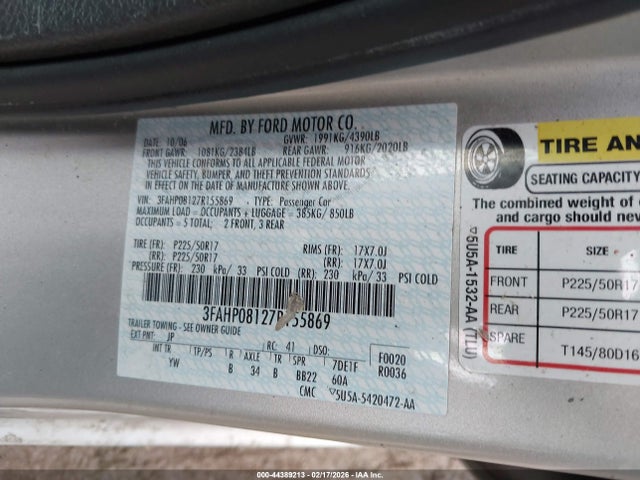 MFD. BY FORD MOTOR CO.
DATE: 10/06 GVWR: 1991KG/4390LB
FRONT GAWR: 1081KG/2384LB REAR GAWR: 916KG/2020LB
THIS VEHICLE CONFORMS TO ALL APPLICABLE FEDERAL MOTOR
VEHICLE SAFETY, BUMPER, AND THEFT PREVENTION STANDARDS
IN EFFECT ON THE DATE OF MANUFACTURE SHOWN ABOVE.
VIN: 3FAHP08127R155869 TYPE: Passenger Car
MAXIMUM LOAD = OCCUPANTS + LUGGAGE = 385KG/850LB
OCCUPANTS = 5 TOTAL: 2 FRONT, 3 REAR
TIRE (FR): P225/50R17 RIMS (FR): 17X7.0J
(RR): P225/50R17 (RR): 17X7.0J
PRESSURE (FR): 230 kPa/ 33 PSI COLD (RR): 230 kPa/ 33 PSI COLD
3FAHP08127R155869
TRAILER TOWING - SEE OWNER GUIDE
EXT PNT: JP RC: 41 DSO: F0020
INT TR TP/PS R AXLE TR SPR 7DE1F R0036
YW B 34 B BB22 60A
CMC ▽5U5A-5420472-AA
▽5U5A-1532-AA (TLU)
TIRE AN
SEATING CAPACITY
The combined weight of
and cargo should never
TIRE SIZE
FRONT P225/50R17
REAR P225/50R17
SPARE T145/80D16
000-44389213 - 02/17/2026 - IAAI.COM